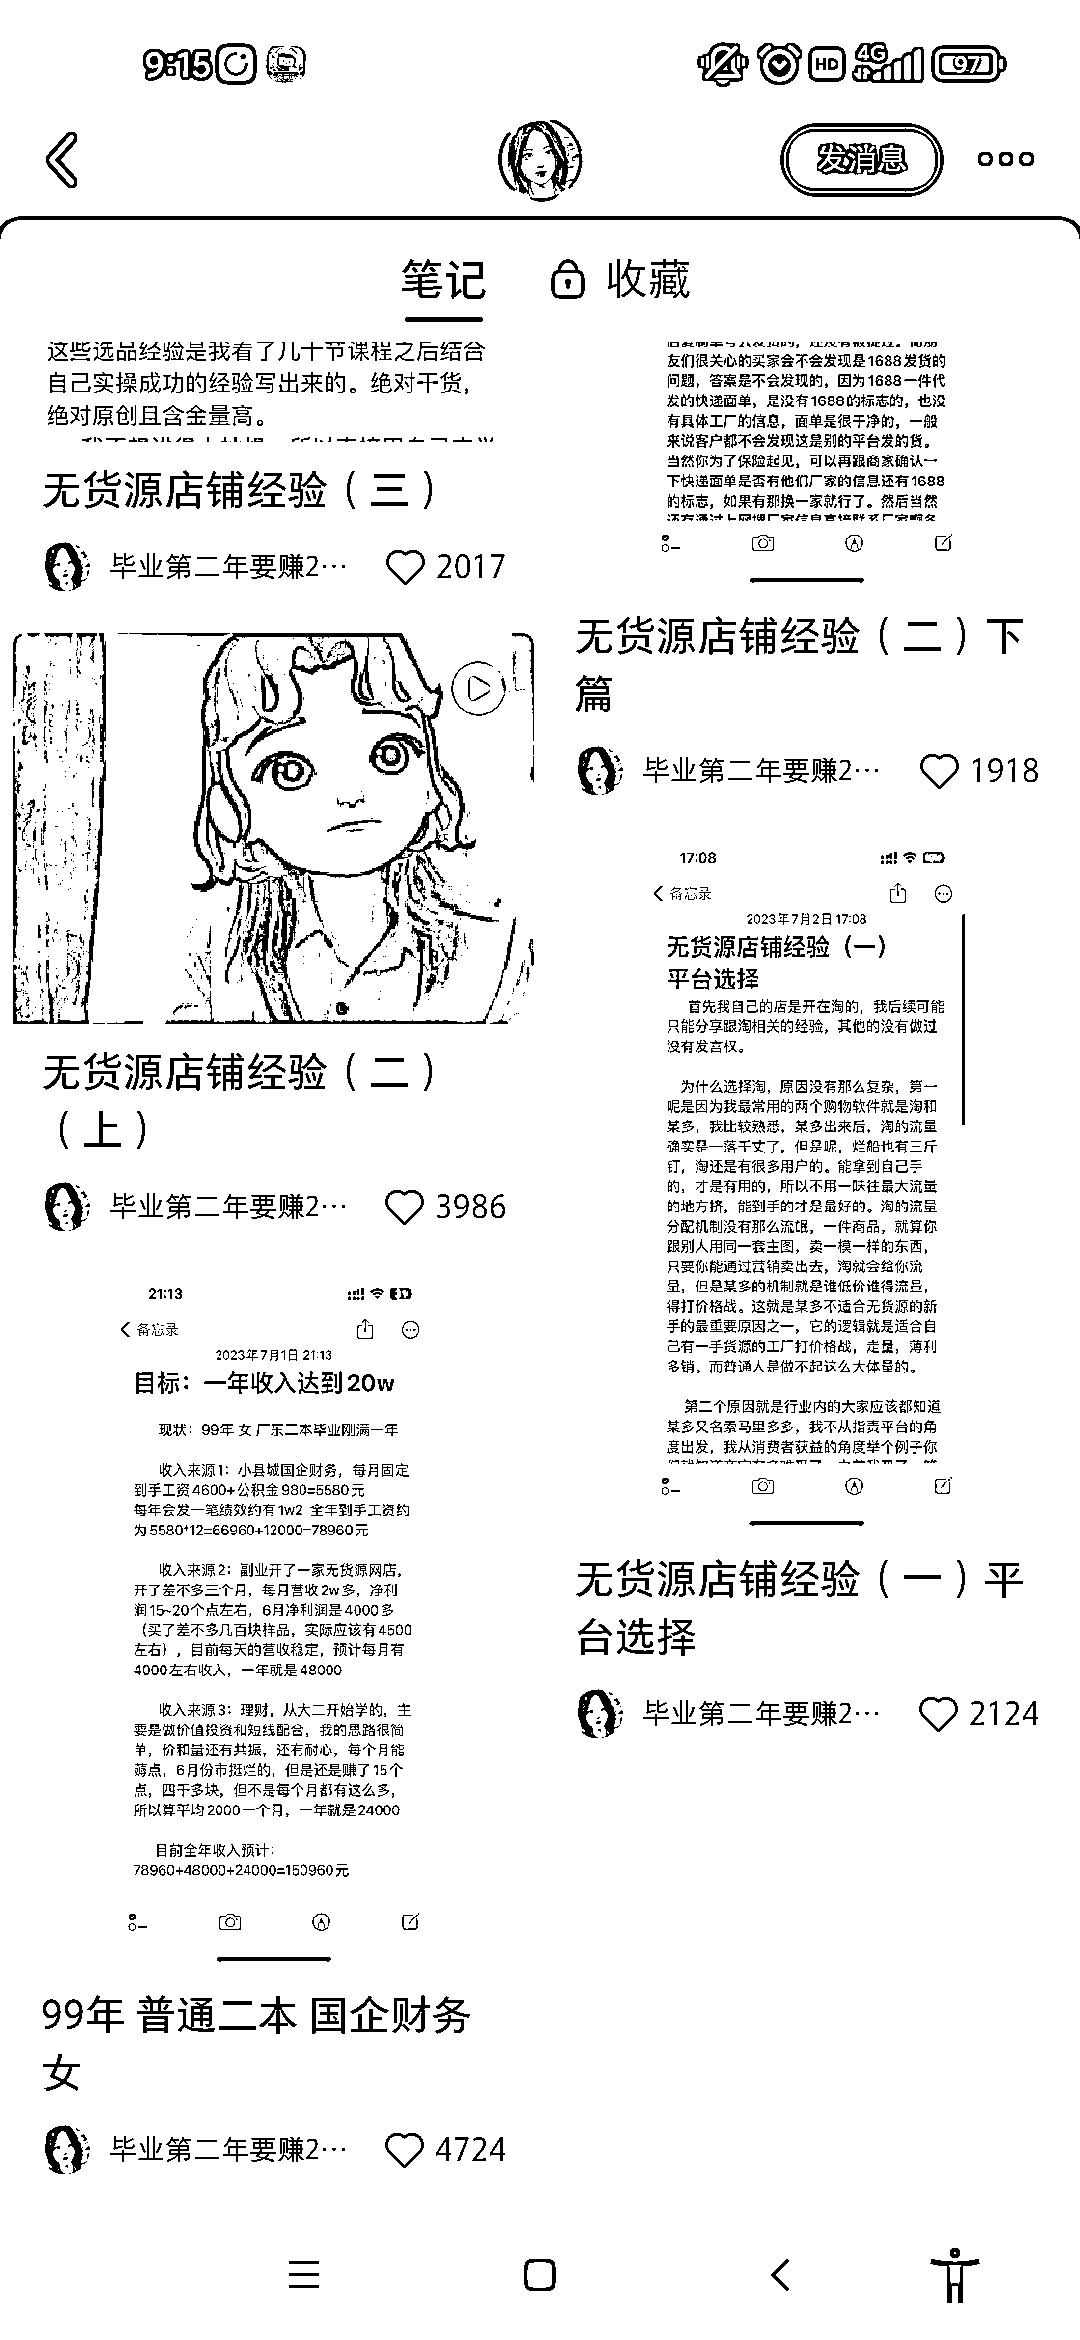 9:15
HD
4G
97
发消息
笔记
收藏
这些选品经验是我看了几十节课程之后结合
自己实操成功的经验写出来的。绝对干货，
绝对原创且含金量高。
无货源店铺经验（三）
毕业第二年要赚2···
2017
无货源店铺经验（二）
（上）
毕业第二年要赚2···
3986
21:13
备忘录
2023年7月1日 21:13
目标：一年收入达到20w
现状：99年 女 广东二本毕业刚满一年
收入来源1：小县城国企财务，每月固定
到手工资4600+公积金980=5580元
每年会发一笔绩效约有1w2 全年到手工资约
为5580*12=66960+12000=78960元
收入来源2：副业开了一家无货源网店，
开了差不多三个月，每月营收2w多，净利
润15~20个点左右，6月净利润是4000多
（买了差不多几百块样品，实际应该有4500
左右），目前每天的营收稳定，预计每月有
4000左右收入，一年就是48000
收入来源3：理财，从大二开始学的，主
要是做价值投资和短线配合，我的思路很简
单，价和量还有共振，还有耐心，每个月能
薅点，6月份市挺烂的，但是还是赚了15个
点，四千多块，但不是每个月都有这么多，
所以算平均2000一个月，一年就是24000
目前全年收入预计：
78960+48000+24000=150960元
99年 普通二本 国企财务
女
毕业第二年要赚2···
4724
友们很关心的买家会不会发现是1688发货的
问题，答案是不会发现的，因为1688一件代
发的快递面单，是没有1688的标志的，也没
有具体工厂的信息，面单是很干净的，一般
来说客户都不会发现这是别的平台发的货。
当然你为了保险起见，可以再跟商家确认一
下快递面单是否有他们厂家的信息还有1688
的标志，如果有那换一家就行了。然后当然
无货源店铺经验（二）下
篇
毕业第二年要赚2···
1918
17:08
备忘录
2023年7月2日 17:08
无货源店铺经验（一）
平台选择
首先我自己的店是开在淘的，我后续可能
只能分享跟淘相关的经验，其他的没有做过
没有发言权。
为什么选择淘，原因没有那么复杂，第一
呢是因为我最常用的两个购物软件就是淘和
某多，我比较熟悉，某多出来后，淘的流量
确实是一落千丈了，但是呢，烂船也有三斤
钉，淘还是有很多用户的。能拿到自己手
的，才是有用的，所以不用一味往最大流量
的地方挤，能到手的才是最好的。淘的流量
分配机制没有那么流氓，一件商品，就算你
跟别人用同一套主图，卖一模一样的东西，
只要你能通过营销卖出去，淘就会给你流
量，但是某多的机制就是谁低价谁得流量，
得打价格战。这就是某多不适合无货源的新
手的最重要原因之一，它的逻辑就是适合自
己有一手货源的工厂打价格战，走量，薄利
多销，而普通人是做不起这么大体量的。
第二个原因就是行业内的大家应该都知道
某多又名索马里多多，我不从指责平台的角
度出发，我从消费者获益的角度举个例子你
无货源店铺经验（一）平
台选择
毕业第二年要赚2···
2124